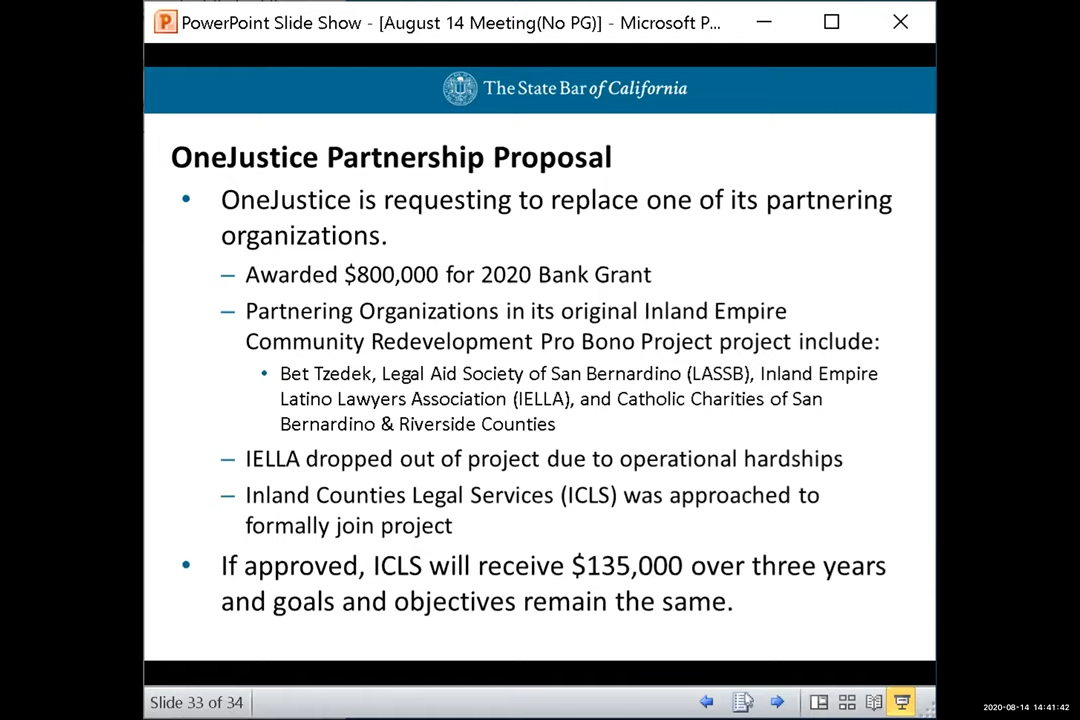 PowerPoint Slide Show - [August 14 Meeting(No PG)] - Microsoft P...
The State Bar of California
OneJustice Partnership Proposal
• OneJustice is requesting to replace one of its partnering
organizations.
– Awarded $800,000 for 2020 Bank Grant
– Partnering Organizations in its original Inland Empire
Community Redevelopment Pro Bono Project project include:
• Bet Tzedek, Legal Aid Society of San Bernardino (LASSB), Inland Empire
Latino Lawyers Association (IELLA), and Catholic Charities of San
Bernardino & Riverside Counties
– IELLA dropped out of project due to operational hardships
– Inland Counties Legal Services (ICLS) was approached to
formally join project
• If approved, ICLS will receive $135,000 over three years
and goals and objectives remain the same.
Slide 33 of 34
2020-08-14 14:41:42